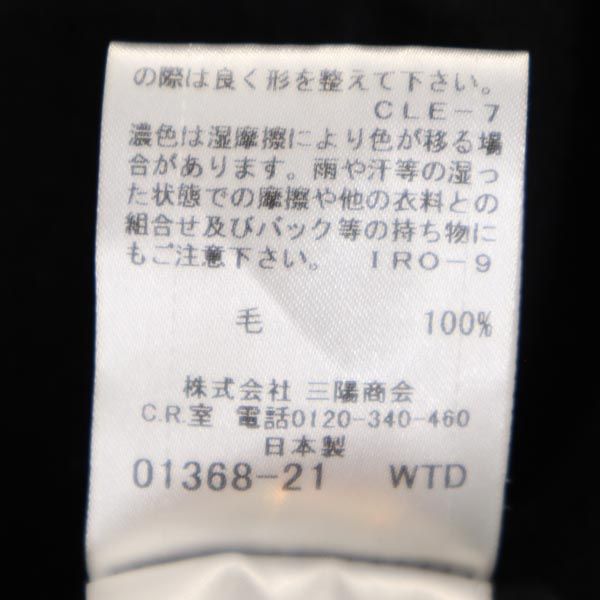 の際は良く形を整えて下さい。
CLE-7
濃色は湿摩擦により色が移る場
合があります。雨や汗等の湿っ
た状態での摩擦や他の衣料との
組合せ及びバック等の持ち物に
もご注意下さい。 IRO-9
毛 100%
株式会社 三陽商会
C.R.室 電話0120-340-460
日本製
01368-21 WTD